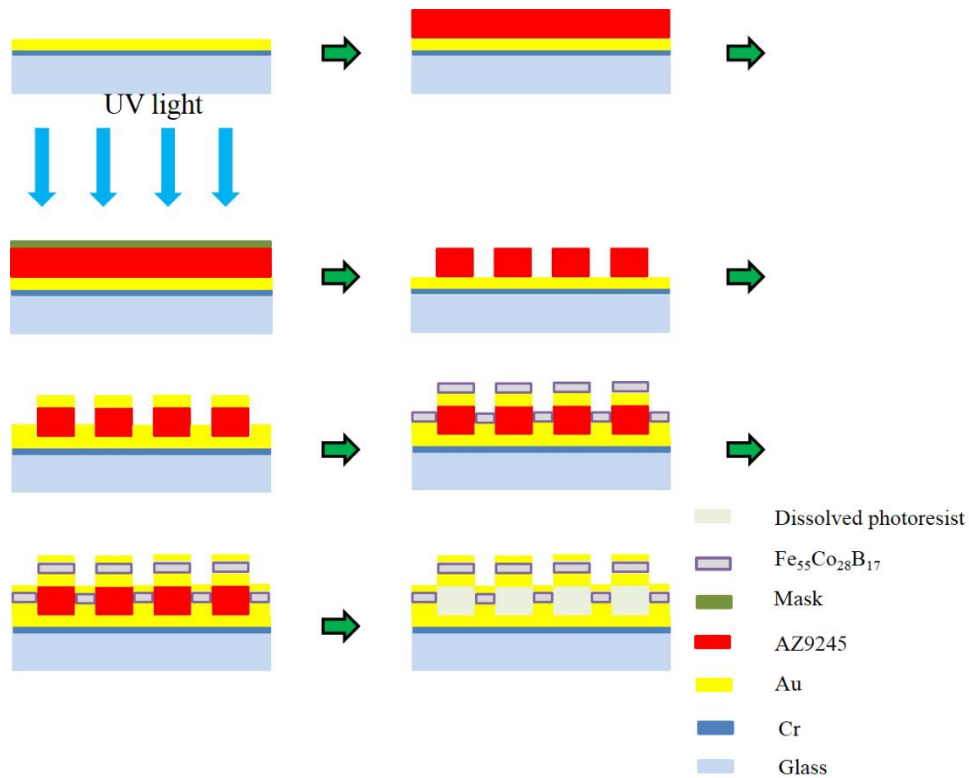 UV light
Dissolved photoresist
Fe₅₅Co₂₈B₁₇
Mask
AZ9245
Au
Cr
Glass